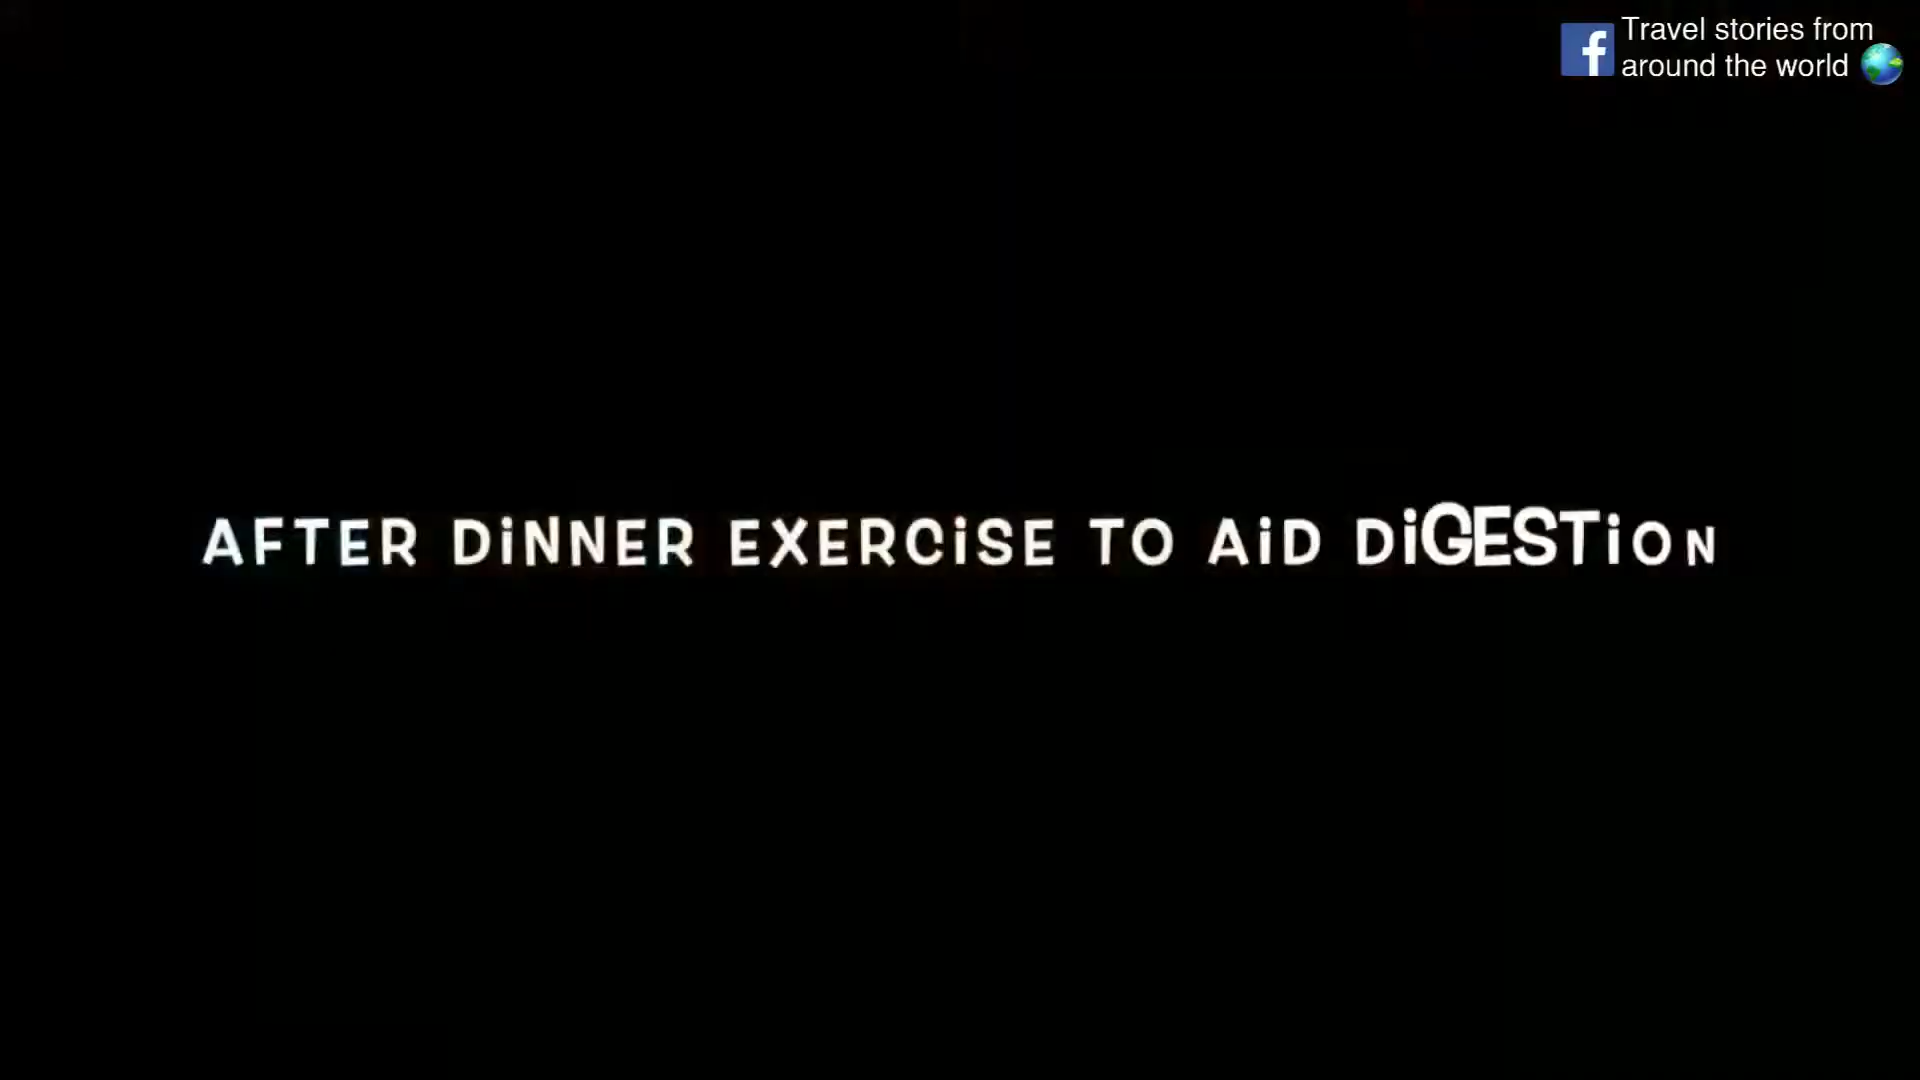 Travel stories from
around the world
AFTER DiNNER EXERCiSE TO AiD DiGESTiON